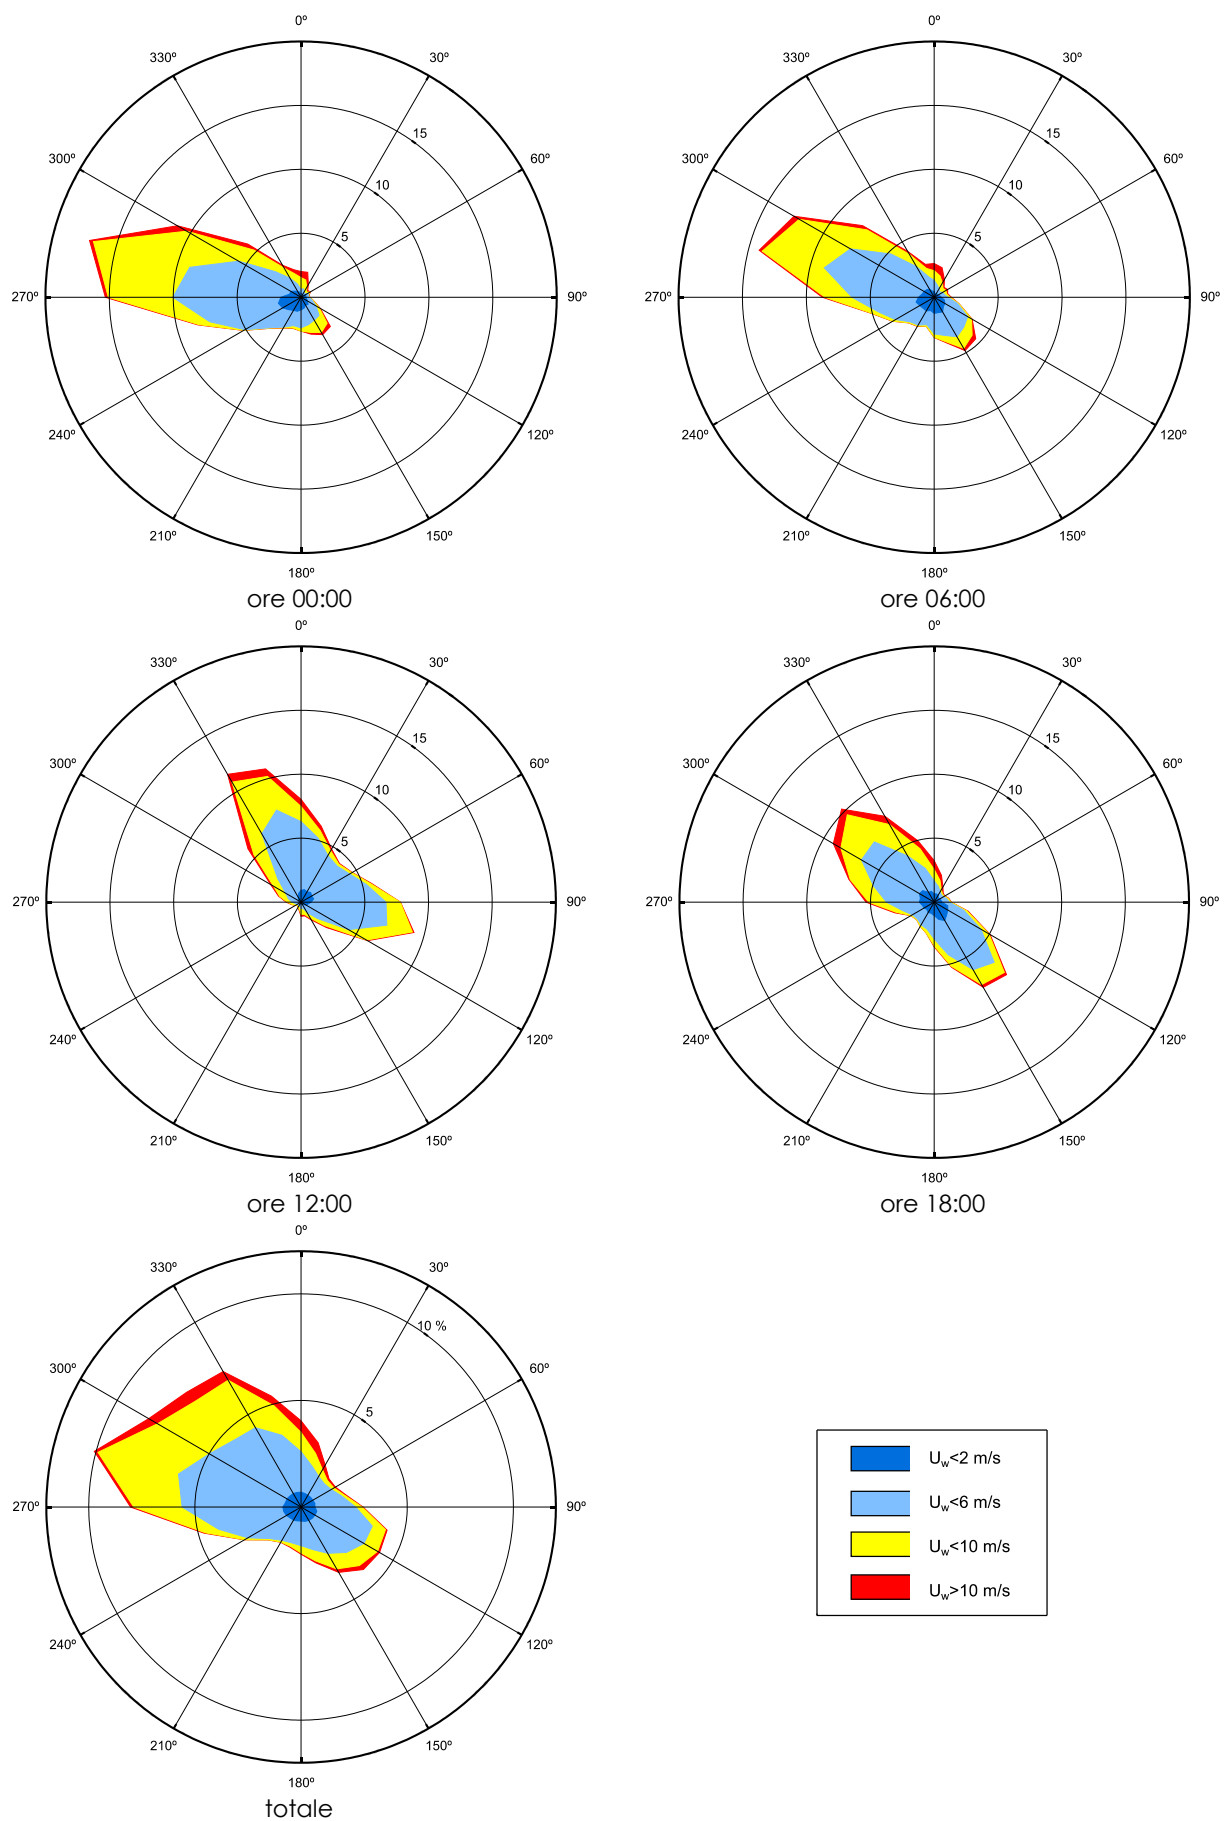 0º 0º
330º 30º 330º 30º
15 15
300º 60º 300º 60º
10 10
5 5
270º 90º 270º 90º
240º 120º 240º 120º
210º 150º 210º 150º
180º 180º
ore 00:00 ore 06:00
0º 0º
330º 30º 330º 30º
15 15
300º 60º 300º 60º
10 10
5 5
270º 90º 270º 90º
240º 120º 240º 120º
210º 150º 210º 150º
180º 180º
ore 12:00 ore 18:00
0º
330º 30º
10 %
300º 60º
5
270º 90º
240º 120º
210º 150º
180º
totale
Uw<2 m/s
Uw<6 m/s
Uw<10 m/s
Uw>10 m/s